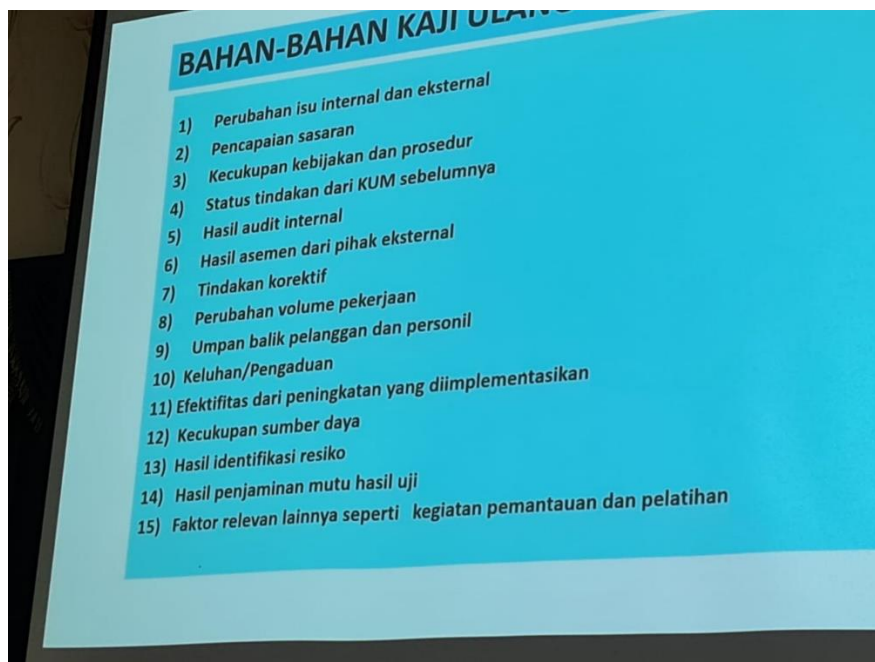 BAHAN-BAHAN KAJI ULANG
1) Perubahan isu internal dan eksternal
2) Pencapaian sasaran
3) Kecukupan kebijakan dan prosedur
4) Status tindakan dari KUM sebelumnya
5) Hasil audit internal
6) Hasil asemen dari pihak eksternal
7) Tindakan korektif
8) Perubahan volume pekerjaan
9) Umpan balik pelanggan dan personil
10) Keluhan/Pengaduan
11) Efektifitas dari peningkatan yang diimplementasikan
12) Kecukupan sumber daya
13) Hasil identifikasi resiko
14) Hasil penjaminan mutu hasil uji
15) Faktor relevan lainnya seperti kegiatan pemantauan dan pelatihan